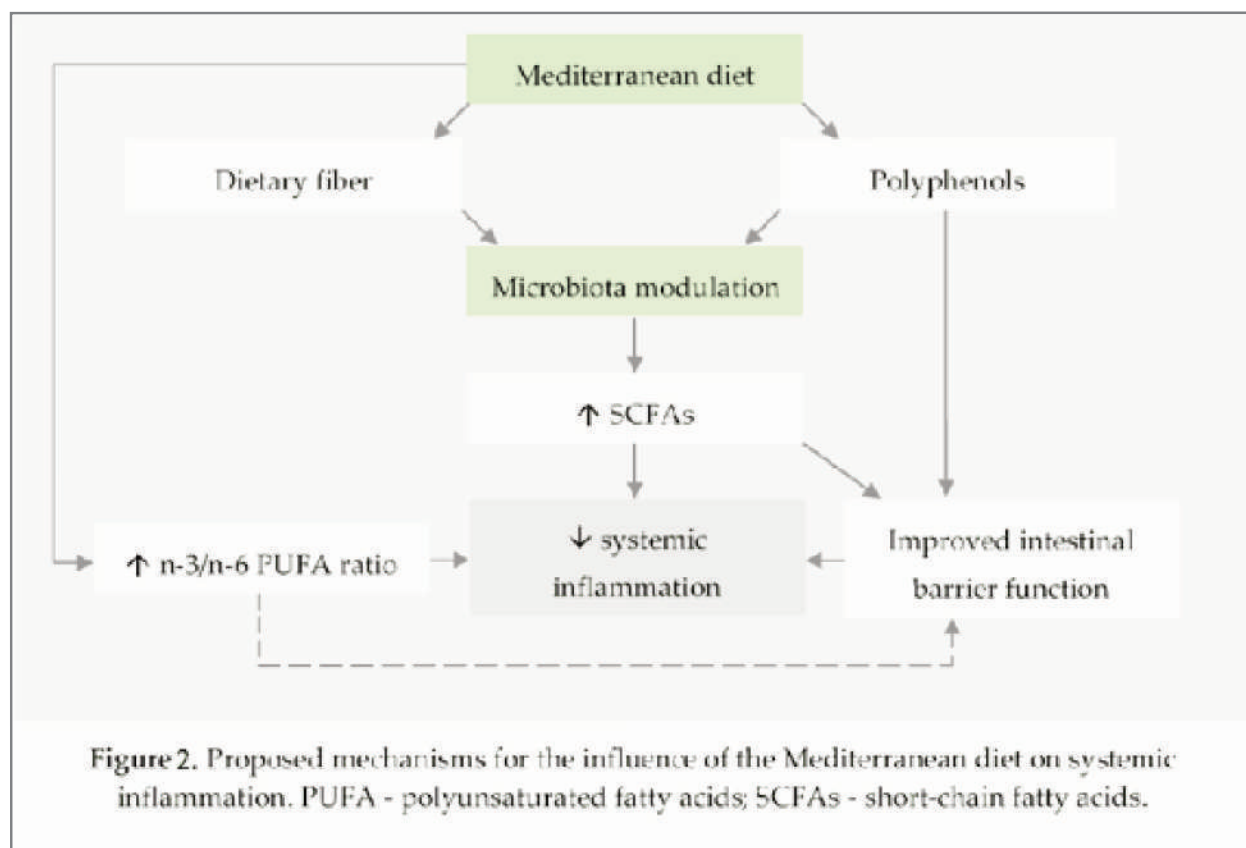 Mediterranean diet
Dietary fiber
Polyphenols
Microbiota modulation
↑ SCFAs
↑ n-3/n-6 PUFA ratio
↓ systemic
inflammation
Improved intestinal
barrier function
Figure 2. Proposed mechanisms for the influence of the Mediterranean diet on systemic
inflammation. PUFA - polyunsaturated fatty acids; SCFAs - short-chain fatty acids.